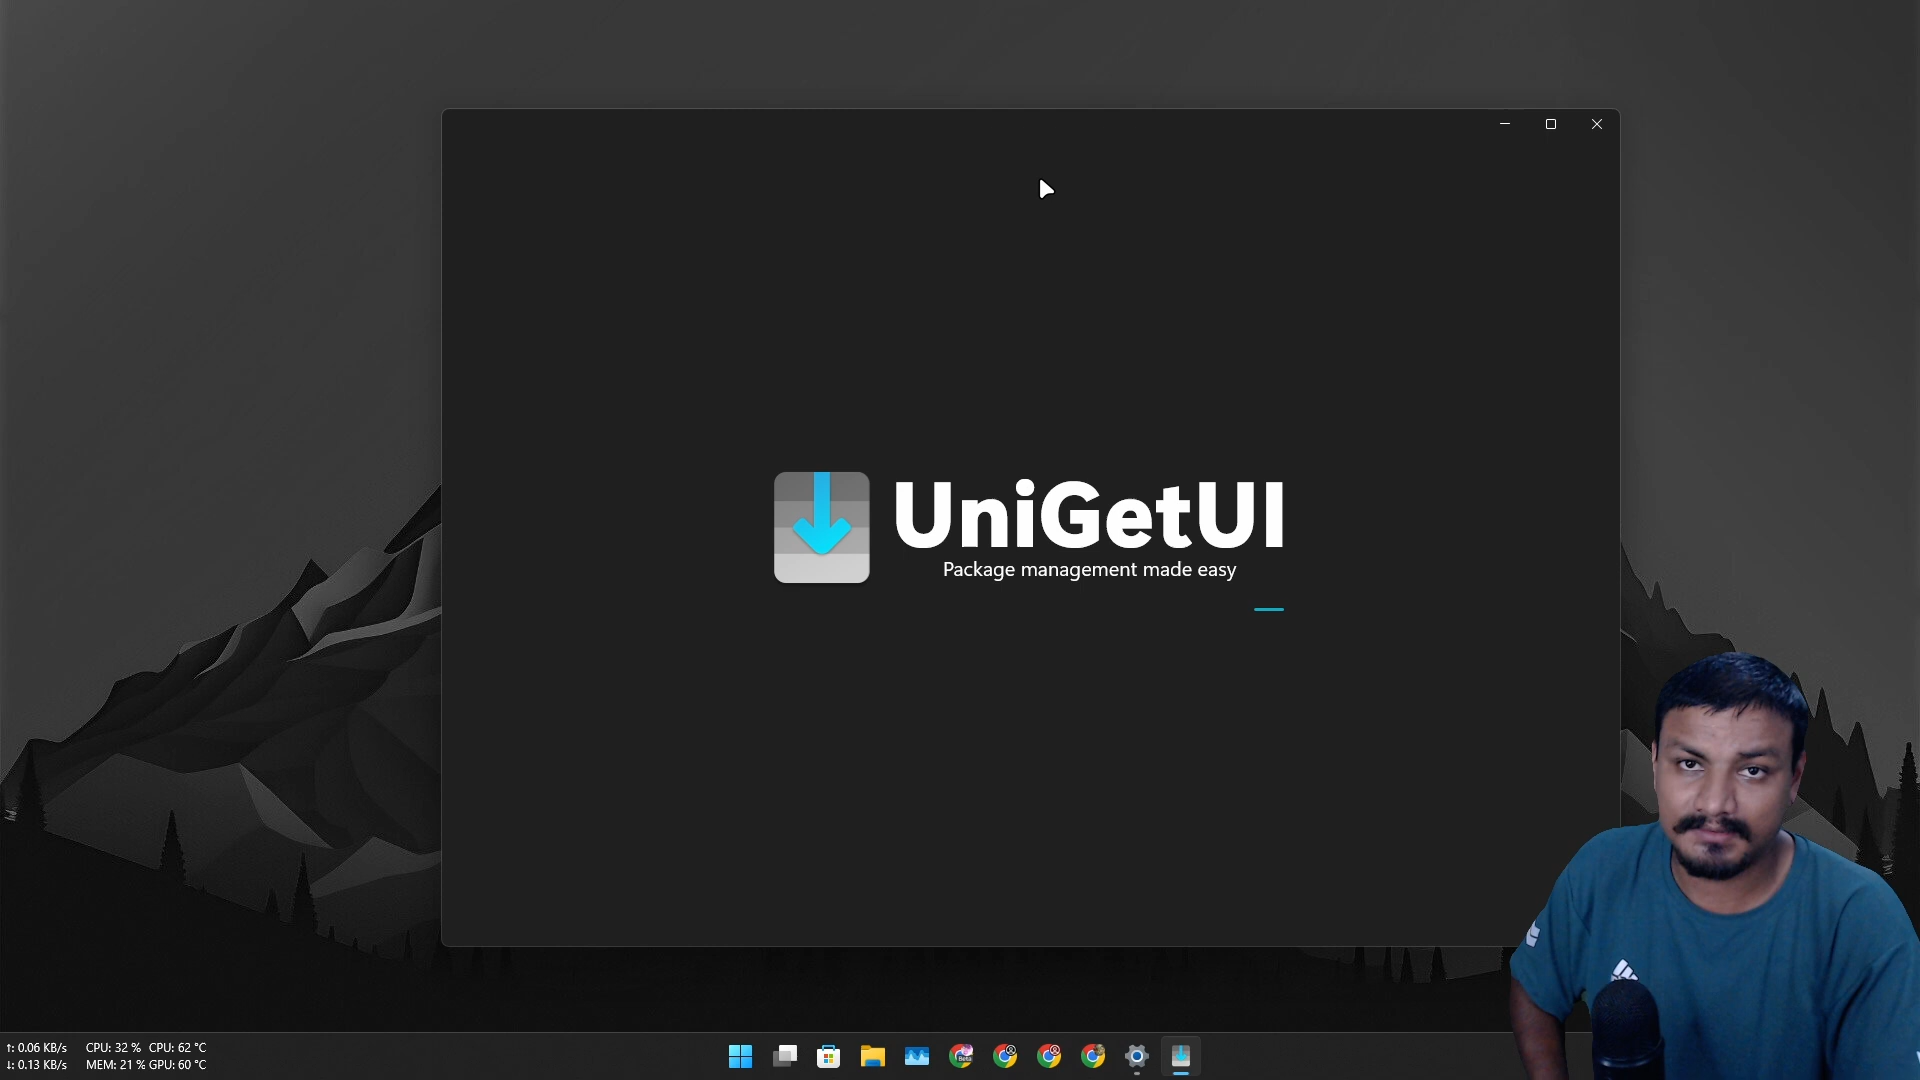 UniGetUI
Package management made easy
↑: 0.06 KB/s CPU: 32 % CPU: 62 °C
↓: 0.13 KB/s MEM: 21 % GPU: 60 °C
Beta